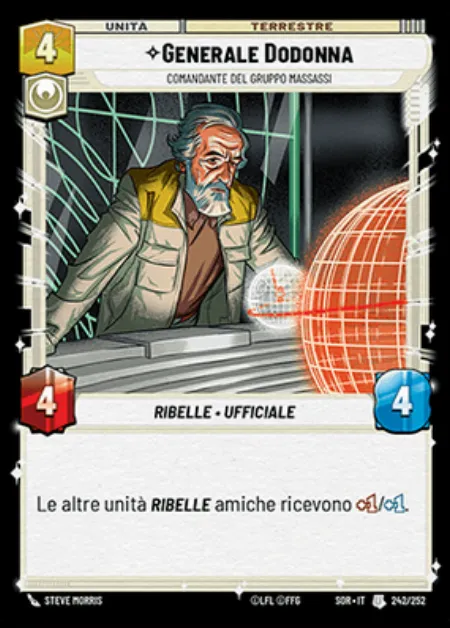 UNITÀ TERRESTRE
4
GENERALE DODONNA
COMANDANTE DEL GRUPPO MASSASSI
4
RIBELLE • UFFICIALE
4
Le altre unità RIBELLE amiche ricevono +1/+1.
STEVE MORRIS ©LFL ©FFG SOR • IT 242/252